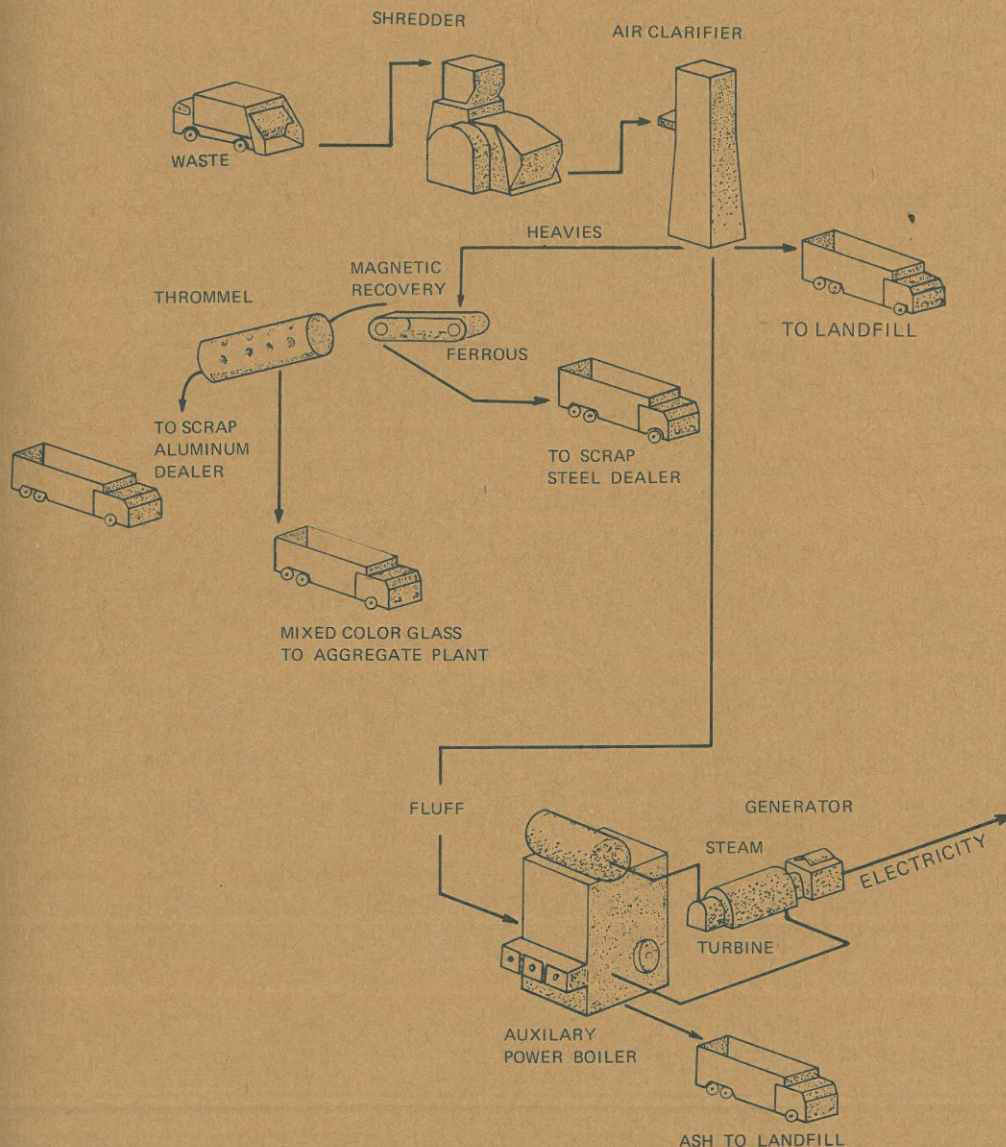 SHREDDER
AIR CLARIFIER
WASTE
HEAVIES
MAGNETIC
RECOVERY
THROMMEL
TO LANDFILL
FERROUS
TO SCRAP
ALUMINUM
DEALER
TO SCRAP
STEEL DEALER
MIXED COLOR GLASS
TO AGGREGATE PLANT
FLUFF
GENERATOR
STEAM
ELECTRICITY
TURBINE
AUXILARY
POWER BOILER
ASH TO LANDFILL